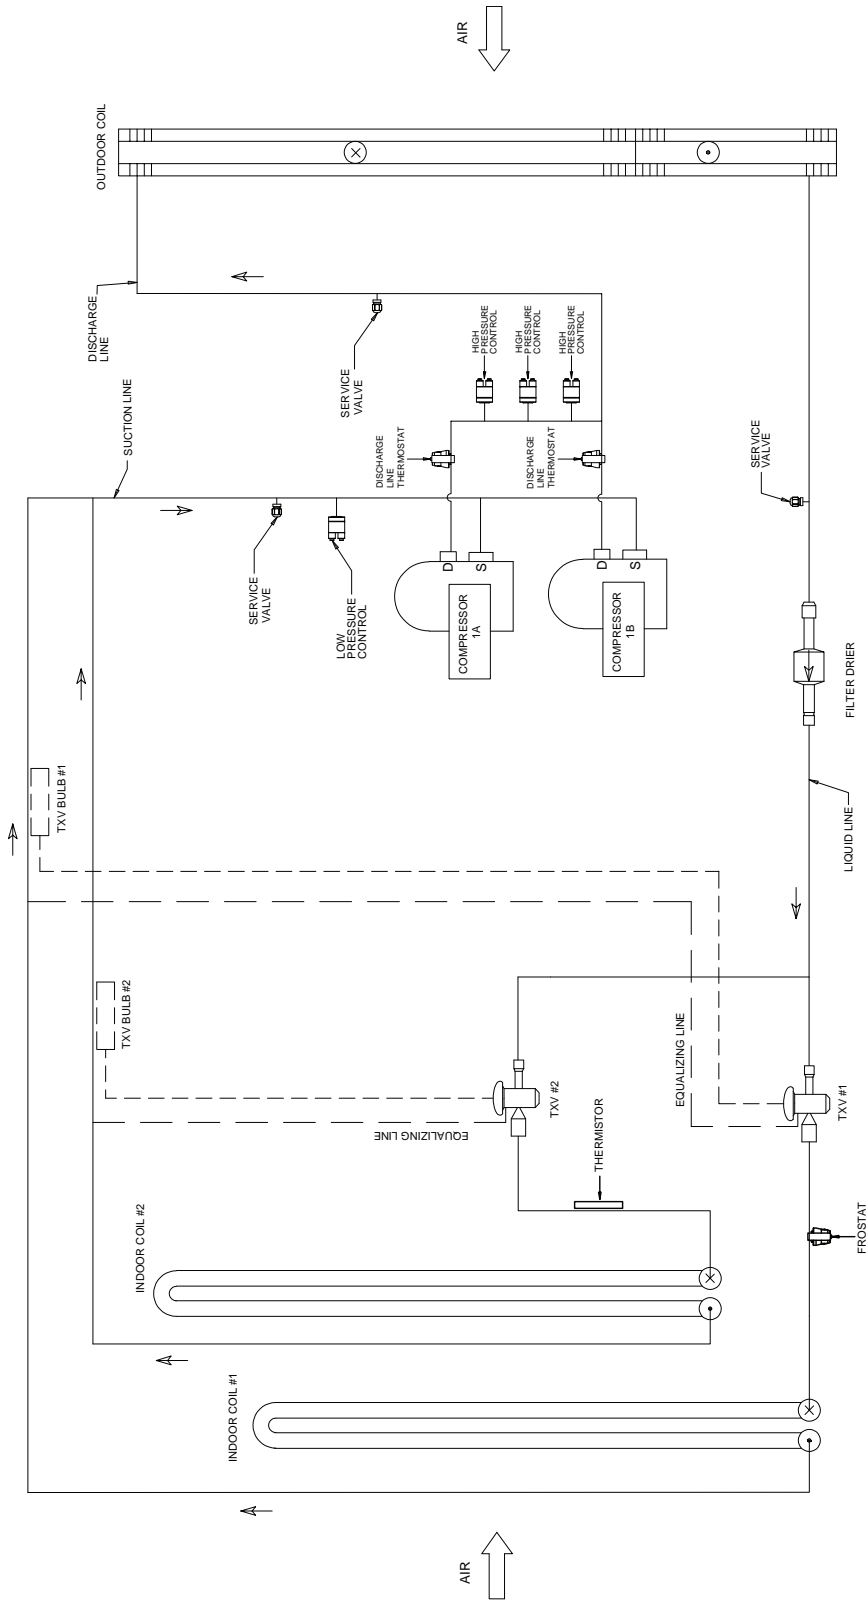 AIR
OUTDOOR COIL
DISCHARGE
LINE
SUCTION LINE
SERVICE
VALVE
HIGH
PRESSURE
CONTROL
HIGH
PRESSURE
CONTROL
HIGH
PRESSURE
CONTROL
DISCHARGE
LINE
THERMOSTAT
DISCHARGE
LINE
THERMOSTAT
SERVICE
VALVE
SERVICE
VALVE
LOW
PRESSURE
CONTROL
D
S
COMPRESSOR
1A
D
S
COMPRESSOR
1B
FILTER DRIER
LIQUID LINE
TXV BULB #1
TXV BULB #2
TXV #2
EQUALIZING LINE
EQUALIZING LINE
TXV #1
THERMISTOR
FROSTAT
INDOOR COIL #2
INDOOR COIL #1
AIR